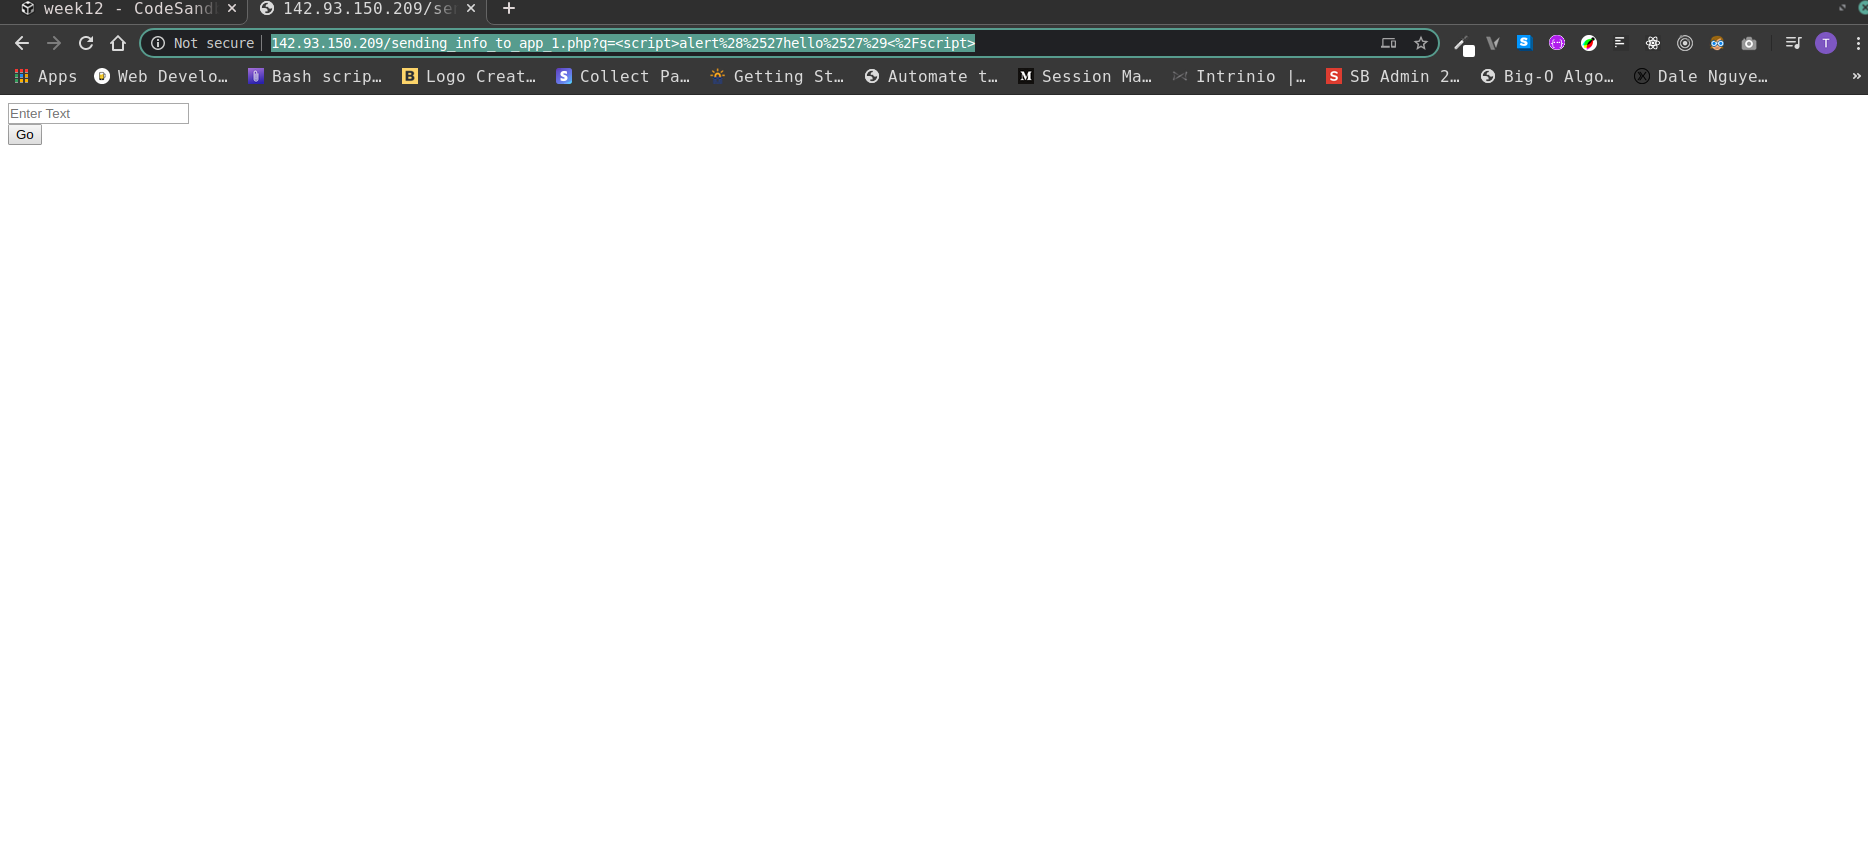 week12 - CodeSand × 142.93.150.209/sen × +
Not secure | 142.93.150.209/sending_info_to_app_1.php?q=<script>alert%28%2527hello%2527%29<%2Fscript> T
Apps Web Develo… Bash scrip… B Logo Creat… S Collect Pa… Getting St… Automate t… M Session Ma… Intrinio |… S SB Admin 2… Big-O Algo… Dale Nguye… »
Enter Text
Go